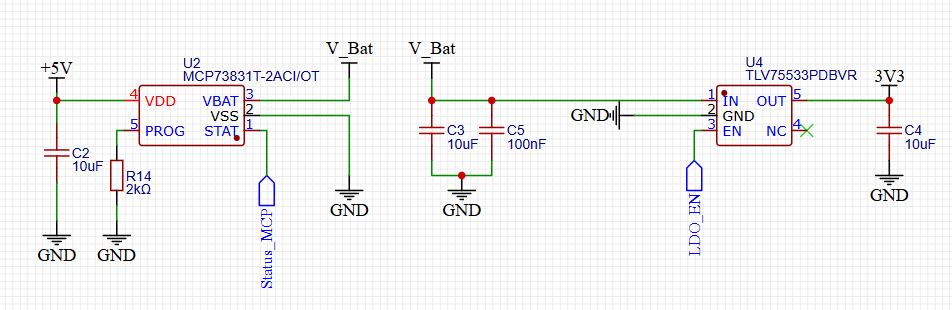 +5V
U2
MCP73831T-2ACI/OT
4
VDD
5
PROG
VBAT
3
VSS
2
STAT
1
C2
10uF
R14
2kΩ
GND
GND
Status_MCP
V_Bat
GND
V_Bat
C3
10uF
C5
100nF
GND
GND
U4
TLV75533PDBVR
1
IN
2
GND
3
EN
OUT
5
NC
4
LDO_EN
3V3
C4
10uF
GND